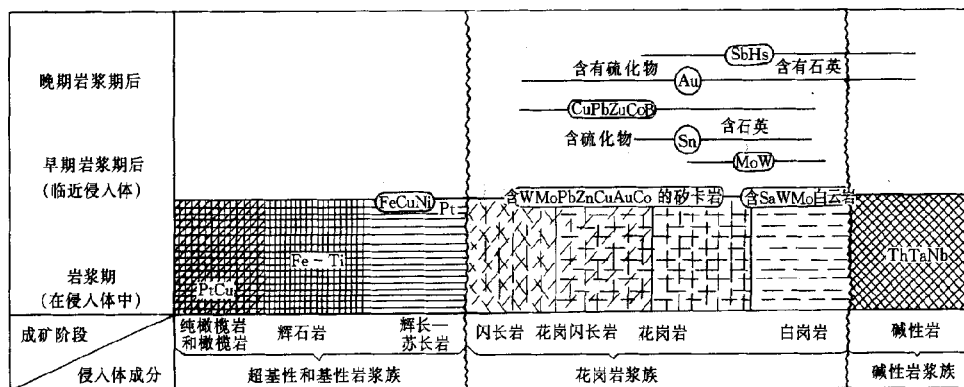 晚期岩浆期后
含有硫化物
SbHs
含有石英
Au
CuPbZuCoB
含硫化物
Sn
含石英
MoW
早期岩浆期后
(临近侵入体)
FeCuNi
Pt
含WMoPbZnCuAuCo 的矽卡岩
含SaWMo白云岩
岩浆期
(在侵入体中)
PtCu
Fe ~ Ti
ThTaNb
成矿阶段
侵入体成分
纯橄榄岩
和橄榄岩
辉石岩
辉长—
苏长岩
闪长岩
花岗闪长岩
花岗岩
白岗岩
碱性岩
超基性和基性岩浆族
花岗岩浆族
碱性岩浆族